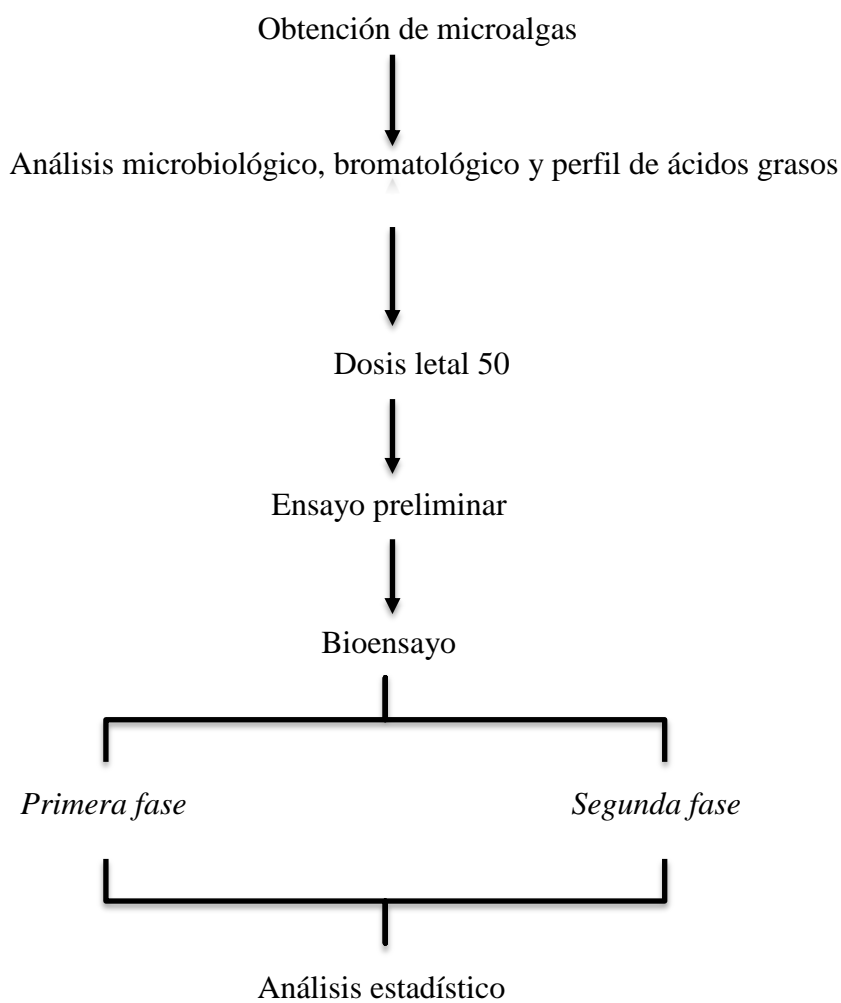 Obtención de microalgas
Análisis microbiológico, bromatológico y perfil de ácidos grasos
Dosis letal 50
Ensayo preliminar
Bioensayo
Primera fase
Segunda fase
Análisis estadístico